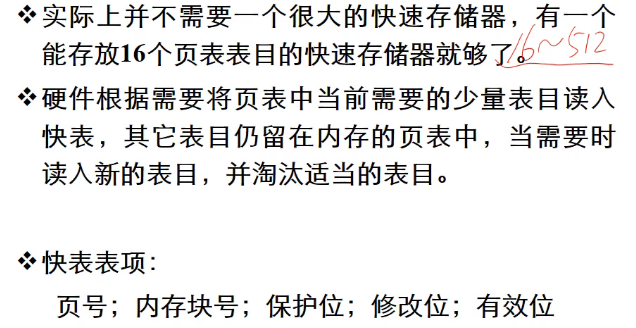 ❖实际上并不需要一个很大的快速存储器，有一个
能存放16个页表表目的快速存储器就够了。16~512
❖硬件根据需要将页表中当前需要的少量表目读入
快表，其它表目仍留在内存的页表中，当需要时
读入新的表目，并淘汰适当的表目。
❖快表表项：
页号；内存块号；保护位；修改位；有效位